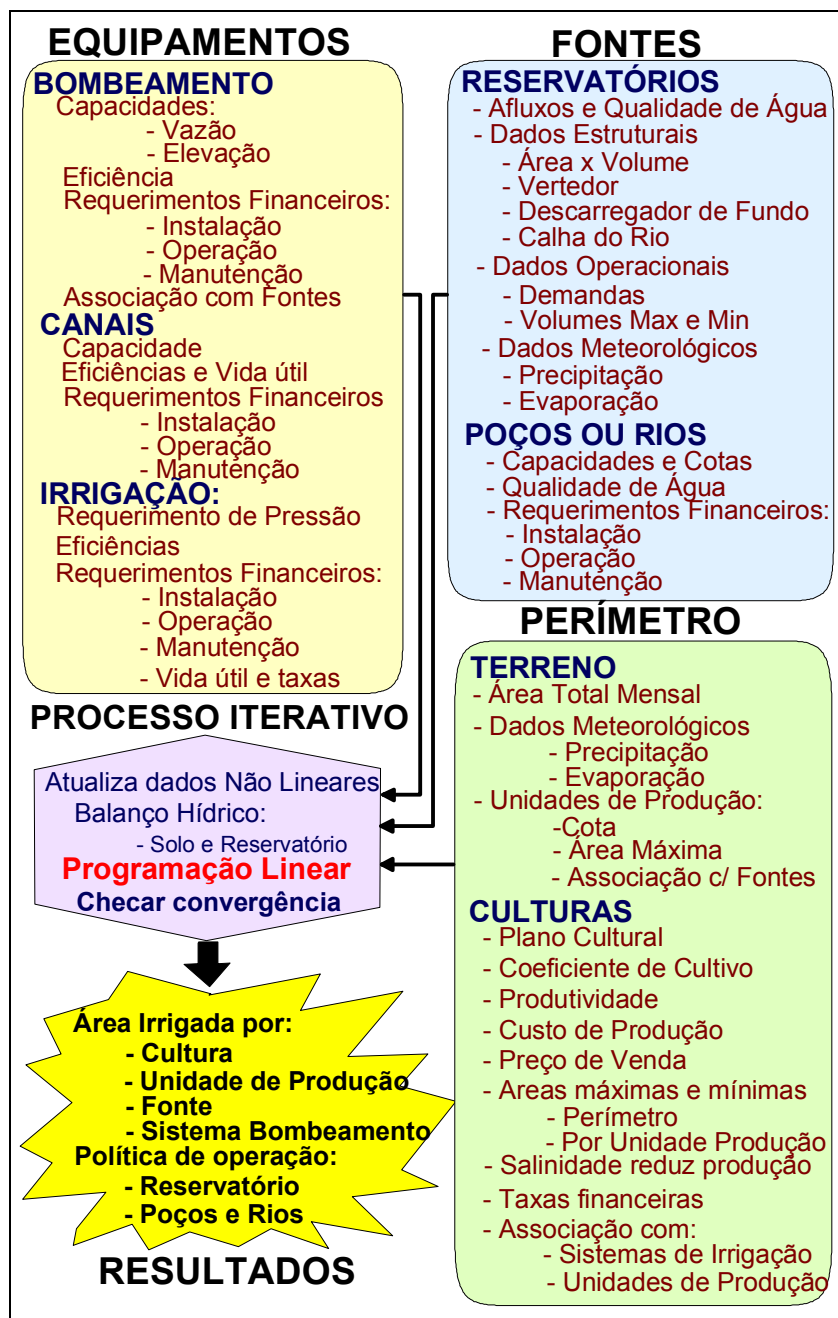 EQUIPAMENTOS
BOMBEAMENTO
Capacidades:
- Vazão
- Elevação
Eficiência
Requerimentos Financeiros:
- Instalação
- Operação
- Manutenção
Associação com Fontes
CANAIS
Capacidade
Eficiências e Vida útil
Requerimentos Financeiros
- Instalação
- Operação
- Manutenção
IRRIGAÇÃO:
Requerimento de Pressão
Eficiências
Requerimentos Financeiros:
- Instalação
- Operação
- Manutenção
- Vida útil e taxas
FONTES
RESERVATÓRIOS
- Afluxos e Qualidade de Água
- Dados Estruturais
- Área x Volume
- Vertedor
- Descarregador de Fundo
- Calha do Rio
- Dados Operacionais
- Demandas
- Volumes Max e Min
- Dados Meteorológicos
- Precipitação
- Evaporação
POÇOS OU RIOS
- Capacidades e Cotas
- Qualidade de Água
- Requerimentos Financeiros:
- Instalação
- Operação
- Manutenção
PERÍMETRO
TERRENO
- Área Total Mensal
- Dados Meteorológicos
- Precipitação
- Evaporação
- Unidades de Produção:
-Cota
- Área Máxima
- Associação c/ Fontes
CULTURAS
- Plano Cultural
- Coeficiente de Cultivo
- Produtividade
- Custo de Produção
- Preço de Venda
- Areas máximas e mínimas
- Perímetro
- Por Unidade Produção
- Salinidade reduz produção
- Taxas financeiras
- Associação com:
- Sistemas de Irrigação
- Unidades de Produção
PROCESSO ITERATIVO
Atualiza dados Não Lineares
Balanço Hídrico:
- Solo e Reservatório
Programação Linear
Checar convergência
Área Irrigada por:
- Cultura
- Unidade de Produção
- Fonte
- Sistema Bombeamento
Política de operação:
- Reservatório
- Poços e Rios
RESULTADOS